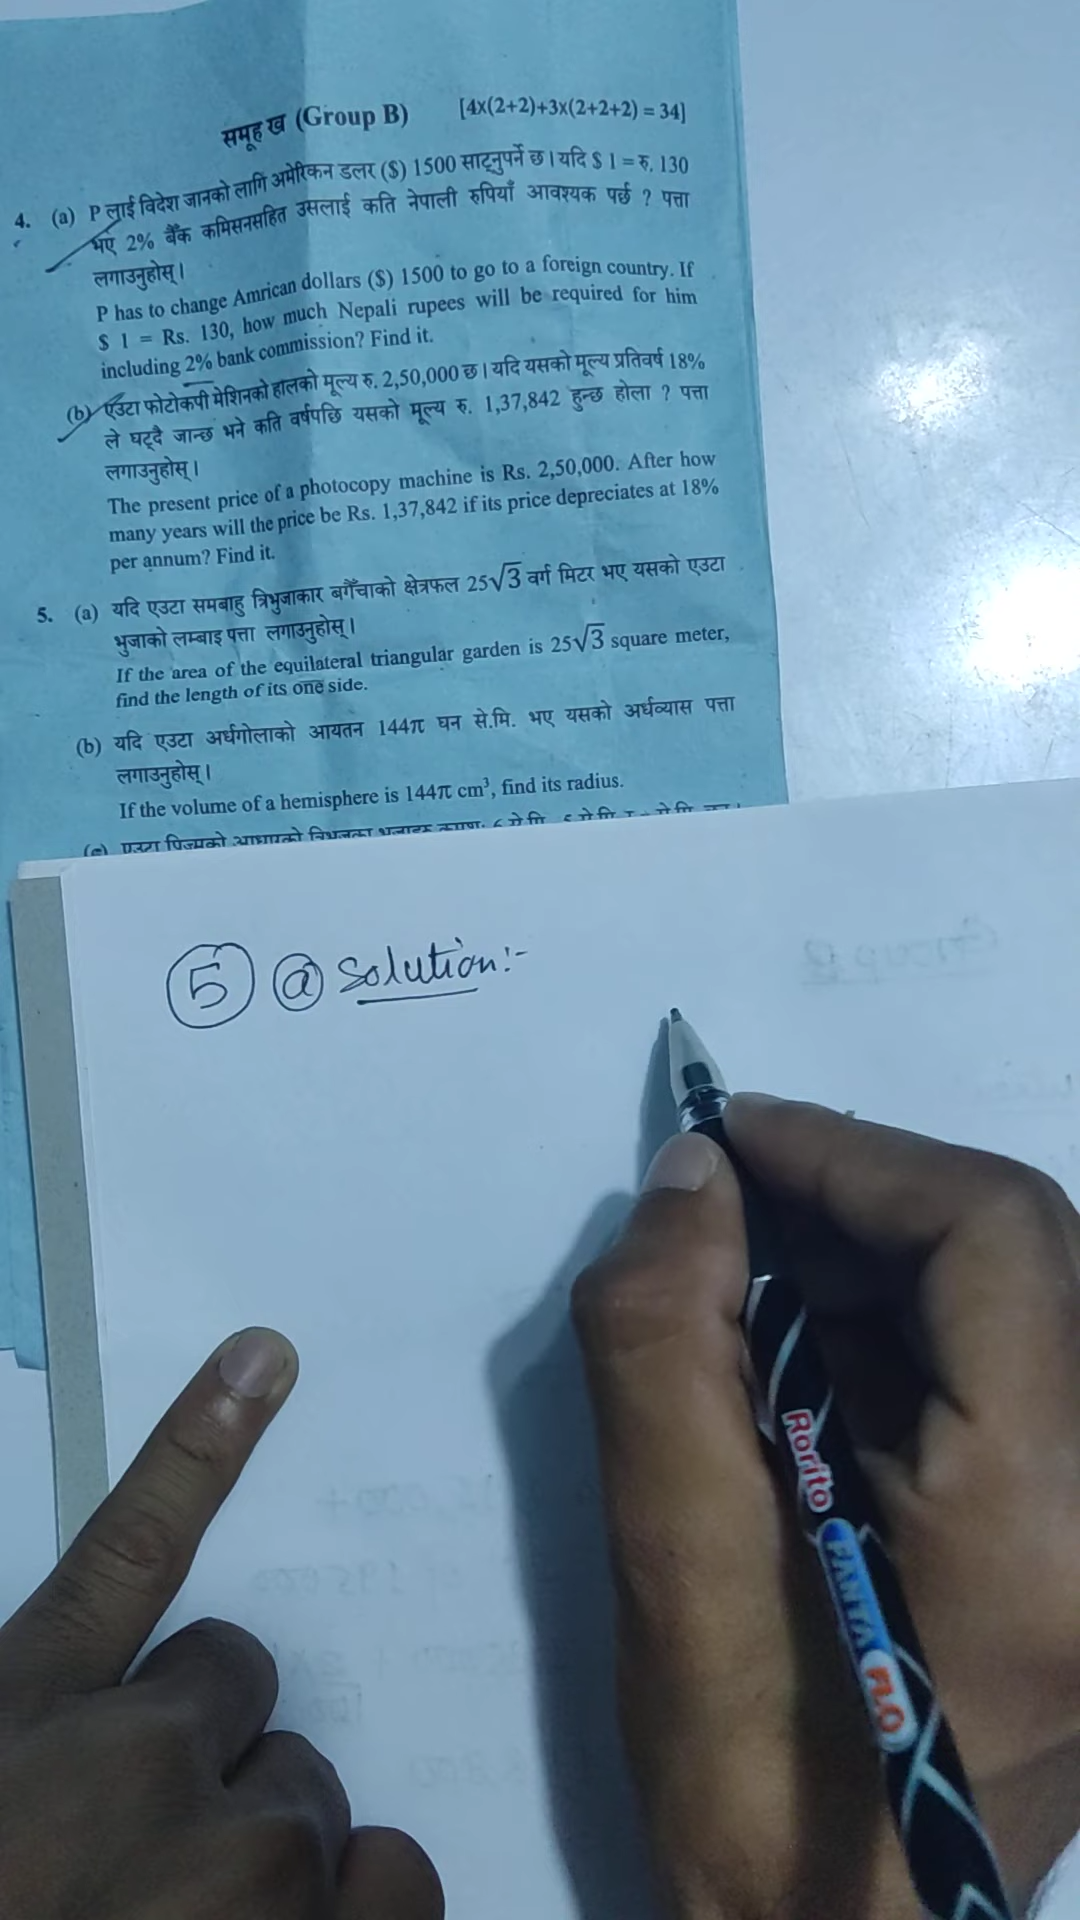 समूह ख (Group B) [4x(2+2)+3x(2+2+2) = 34]
4. (a) P लाई विदेश जानको लागि अमेरिकन डलर ($) 1500 साट्नुपर्ने छ । यदि $ 1 = रु. 130
भए 2% बैँक कमिसनसहित उसलाई कति नेपाली रुपियाँ आवश्यक पर्छ ? पत्ता
लगाउनुहोस् ।
P has to change Amrican dollars ($) 1500 to go to a foreign country. If
$ 1 = Rs. 130, how much Nepali rupees will be required for him
including 2% bank commission? Find it.
(b) एउटा फोटोकपी मेशिनको हालको मूल्य रु. 2,50,000 छ । यदि यसको मूल्य प्रतिवर्ष 18%
ले घट्दै जान्छ भने कति वर्षपछि यसको मूल्य रु. 1,37,842 हुन्छ होला ? पत्ता
लगाउनुहोस् ।
The present price of a photocopy machine is Rs. 2,50,000. After how
many years will the price be Rs. 1,37,842 if its price depreciates at 18%
per annum? Find it.
5. (a) यदि एउटा समबाहु त्रिभुजाकार बगैँचाको क्षेत्रफल 25√3 वर्ग मिटर भए यसको एउटा
भुजाको लम्बाइ पत्ता लगाउनुहोस् ।
If the area of the equilateral triangular garden is 25√3 square meter,
find the length of its one side.
(b) यदि एउटा अर्धगोलाको आयतन 144π घन से.मि. भए यसको अर्धव्यास पत्ता
लगाउनुहोस् ।
If the volume of a hemisphere is 144π cm³, find its radius.
5 a Solution:-
Rorito
FANTA FLO